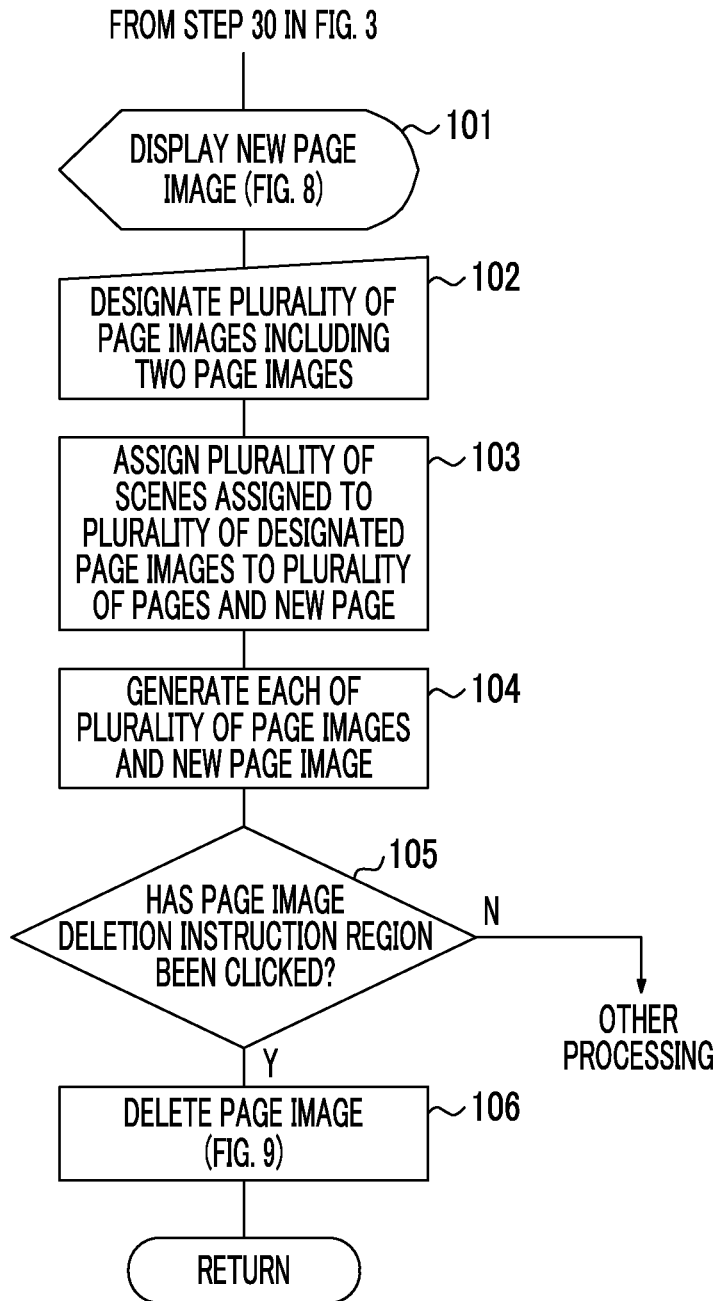 FROM STEP 30 IN FIG. 3
101
DISPLAY NEW PAGE
IMAGE (FIG. 8)
102
DESIGNATE PLURALITY OF
PAGE IMAGES INCLUDING
TWO PAGE IMAGES
103
ASSIGN PLURALITY OF
SCENES ASSIGNED TO
PLURALITY OF DESIGNATED
PAGE IMAGES TO PLURALITY
OF PAGES AND NEW PAGE
104
GENERATE EACH OF
PLURALITY OF PAGE IMAGES
AND NEW PAGE IMAGE
105
HAS PAGE IMAGE
DELETION INSTRUCTION REGION
BEEN CLICKED?
N
OTHER
PROCESSING
Y
106
DELETE PAGE IMAGE
(FIG. 9)
RETURN